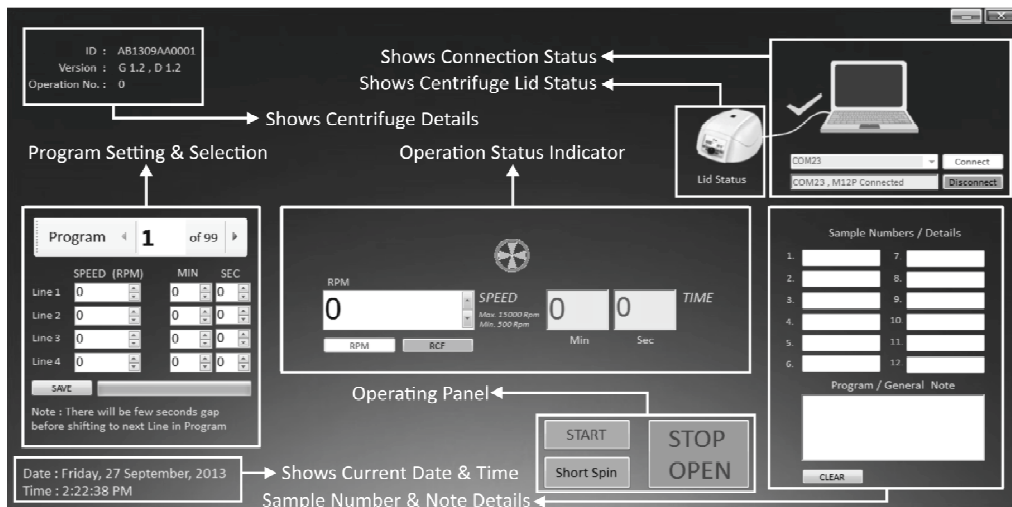 ID : AB1309AA0001
Version : G 1.2 , D 1.2
Operation No. : 0
Shows Centrifuge Details
Shows Connection Status
Shows Centrifuge Lid Status
Lid Status
COM23
Connect
COM23 , M12P Connected
Disconnect
Program Setting & Selection
Operation Status Indicator
Program 1 of 99
SPEED (RPM) MIN SEC
Line 1 0 0 0
Line 2 0 0 0
Line 3 0 0 0
Line 4 0 0 0
SAVE
Note : There will be few seconds gap
before shifting to next Line in Program
RPM
0
SPEED
Max. 15000 Rpm
Min. 500 Rpm
RPM RCF
0 0 TIME
Min Sec
Sample Numbers / Details
1. 7.
2. 8.
3. 9.
4. 10
5. 11.
6. 12
Program / General Note
CLEAR
Operating Panel
START
Short Spin
STOP
OPEN
Date : Friday, 27 September, 2013
Time : 2:22:38 PM
Shows Current Date & Time
Sample Number & Note Details